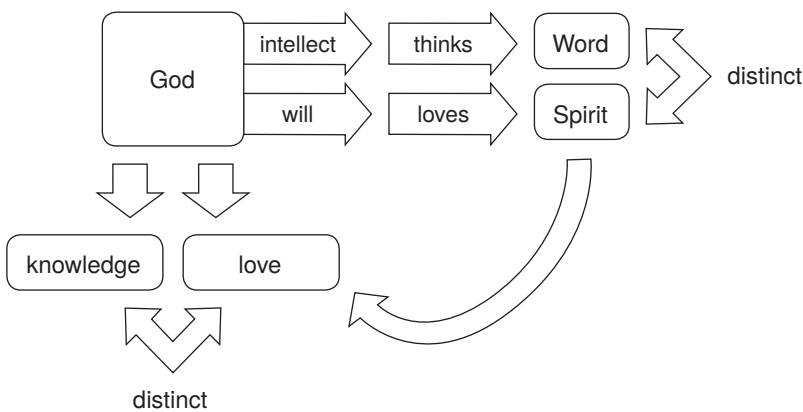 God
intellect
thinks
Word
will
loves
Spirit
distinct
knowledge
love
distinct